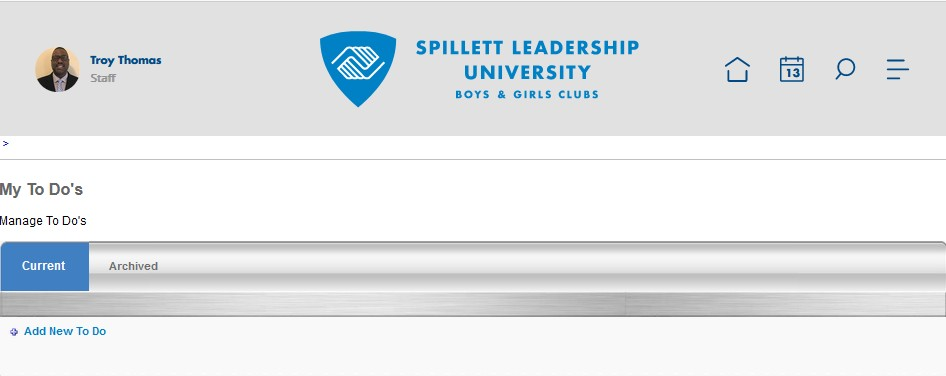 Troy Thomas
Staff
SPILLETT LEADERSHIP
UNIVERSITY
BOYS & GIRLS CLUBS
13
>
My To Do's
Manage To Do's
Current
Archived
Add New To Do